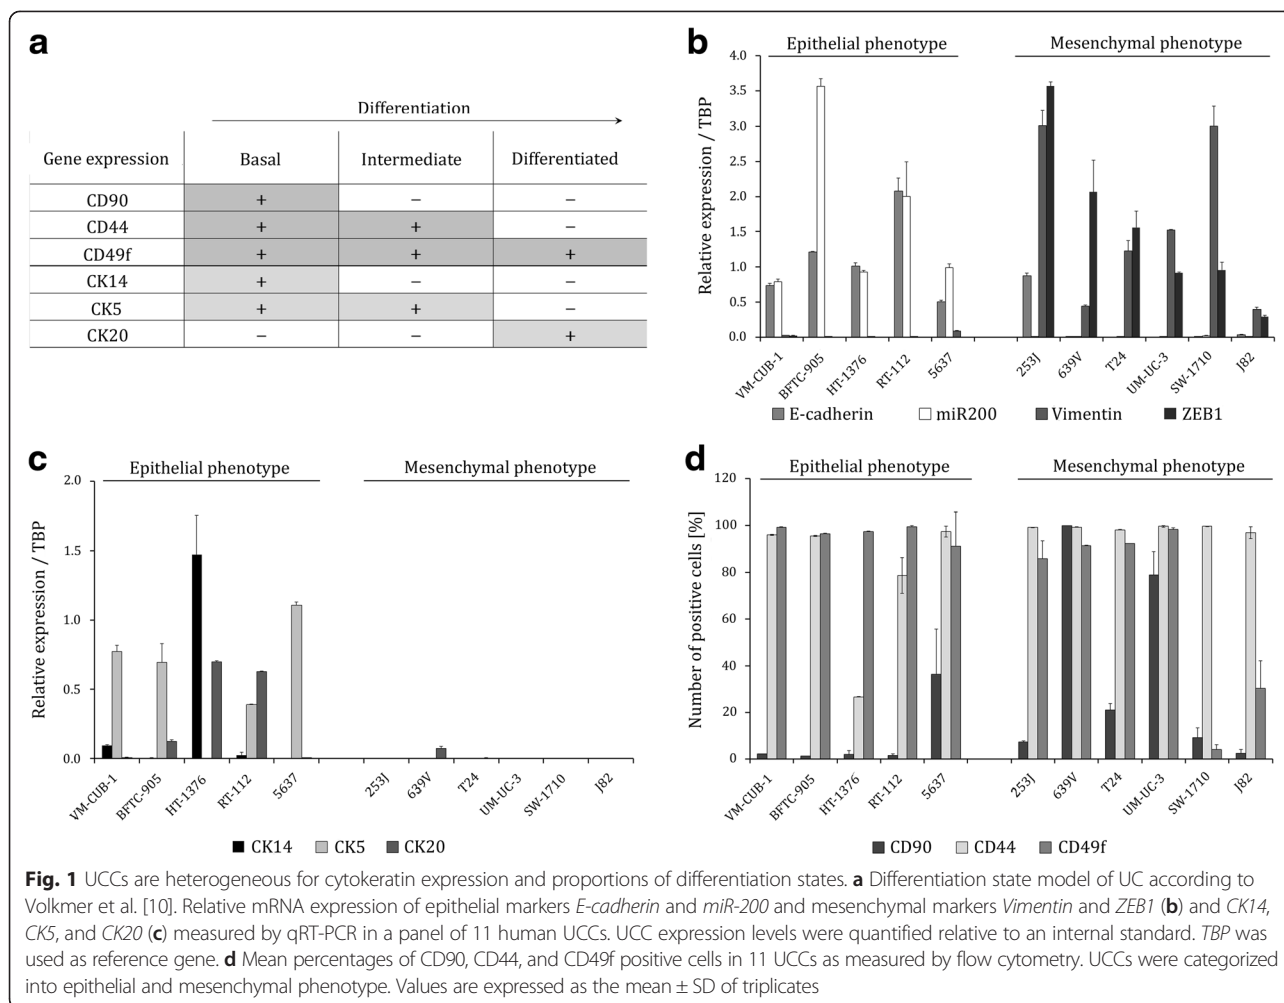 a
Differentiation
Gene expression Basal Intermediate Differentiated
CD90 + – –
CD44 + + –
CD49f + + +
CK14 + – –
CK5 + + –
CK20 – – +
b
Epithelial phenotype Mesenchymal phenotype
Relative expression / TBP
4.0
3.5
3.0
2.5
2.0
1.5
1.0
0.5
0.0
VM-CUB-1 BFTC-905 HT-1376 RT-112 5637 253J 639V T24 UM-UC-3 SW-1710 J82
E-cadherin miR200 Vimentin ZEB1
c
Epithelial phenotype Mesenchymal phenotype
Relative expression / TBP
2.0
1.5
1.0
0.5
0.0
VM-CUB-1 BFTC-905 HT-1376 RT-112 5637 253J 639V T24 UM-UC-3 SW-1710 J82
CK14 CK5 CK20
d
Epithelial phenotype Mesenchymal phenotype
Number of positive cells [%]
120
100
80
60
40
20
0
VM-CUB-1 BFTC-905 HT-1376 RT-112 5637 253J 639V T24 UM-UC-3 SW-1710 J82
CD90 CD44 CD49f
Fig. 1 UCCs are heterogeneous for cytokeratin expression and proportions of differentiation states. a Differentiation state model of UC according to
Volkmer et al. [10]. Relative mRNA expression of epithelial markers E-cadherin and miR-200 and mesenchymal markers Vimentin and ZEB1 (b) and CK14,
CK5, and CK20 (c) measured by qRT-PCR in a panel of 11 human UCCs. UCC expression levels were quantified relative to an internal standard. TBP was
used as reference gene. d Mean percentages of CD90, CD44, and CD49f positive cells in 11 UCCs as measured by flow cytometry. UCCs were categorized
into epithelial and mesenchymal phenotype. Values are expressed as the mean ± SD of triplicates